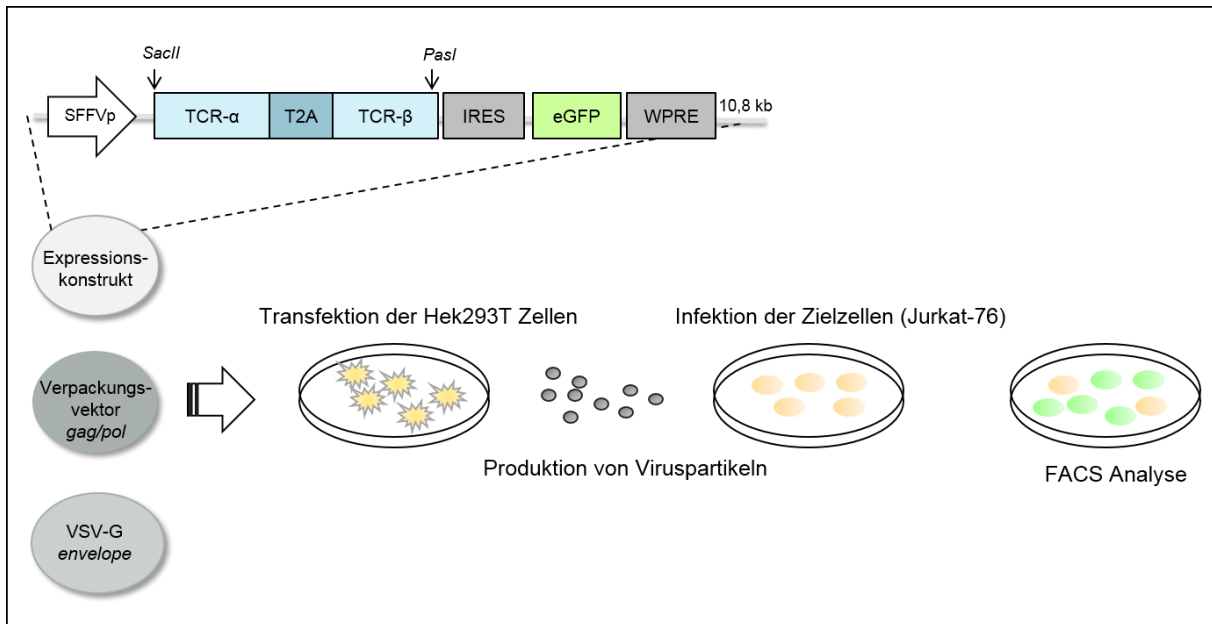 SacII
PasI
SFFVp
TCR-α
T2A
TCR-β
IRES
eGFP
WPRE
10,8 kb
Expressions-
konstrukt
Transfektion der Hek293T Zellen
Infektion der Zielzellen (Jurkat-76)
Verpackungs-
vektor
gag/pol
Produktion von Viruspartikeln
FACS Analyse
VSV-G
envelope